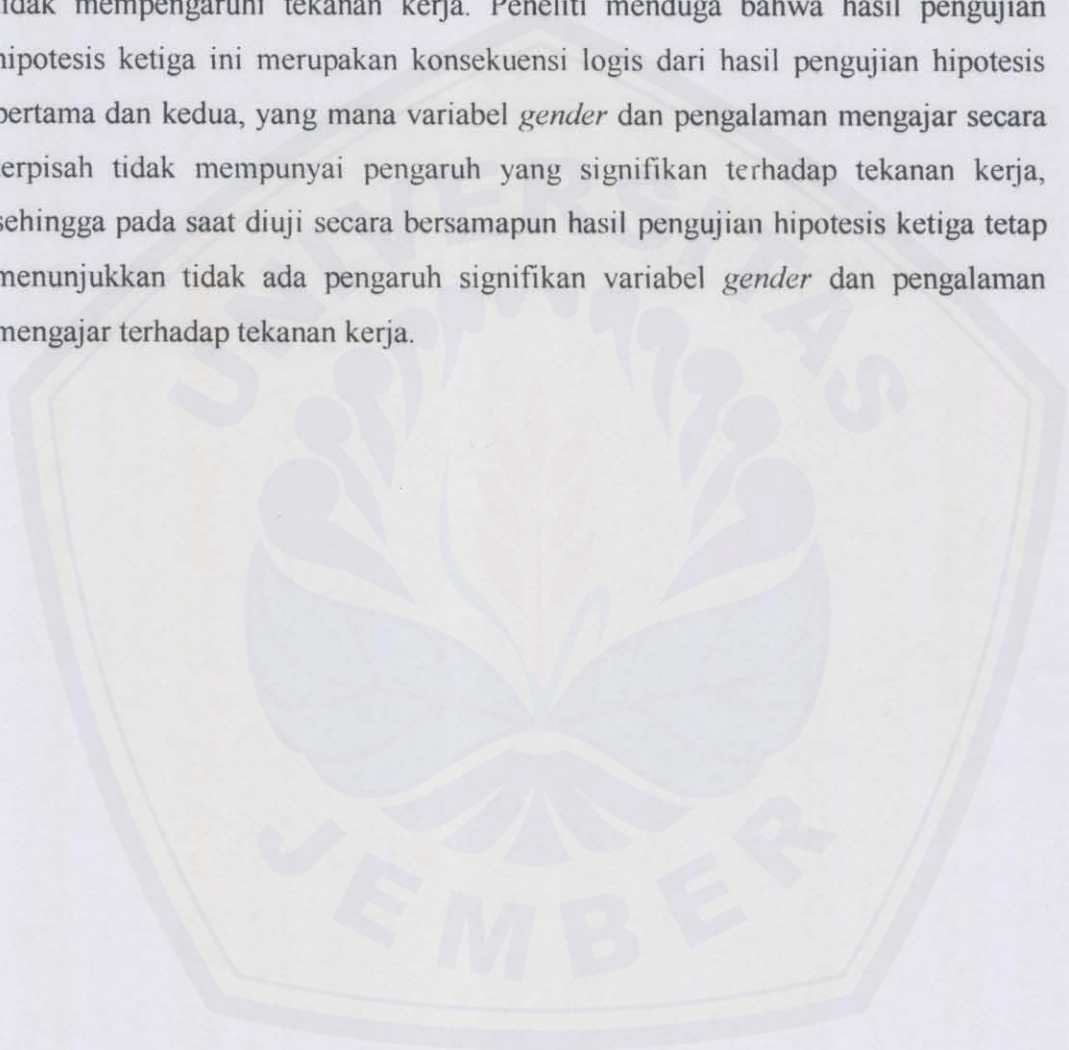 tidak mempengaruhi tekanan kerja. Peneliti menduga bahwa hasil pengujian
hipotesis ketiga ini merupakan konsekuensi logis dari hasil pengujian hipotesis
pertama dan kedua, yang mana variabel gender dan pengalaman mengajar secara
terpisah tidak mempunyai pengaruh yang signifikan terhadap tekanan kerja,
sehingga pada saat diuji secara bersamapun hasil pengujian hipotesis ketiga tetap
menunjukkan tidak ada pengaruh signifikan variabel gender dan pengalaman
mengajar terhadap tekanan kerja.
UNIVERSITAS
JEMBER